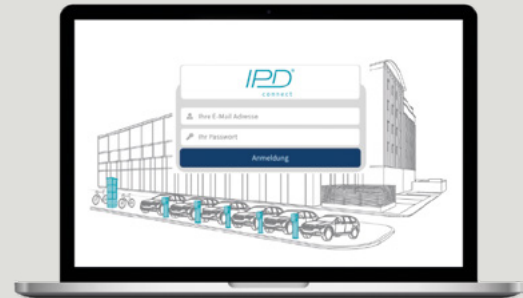 IPD®
connect
Ihre E-Mail Adresse
Ihr Passwort
Anmeldung